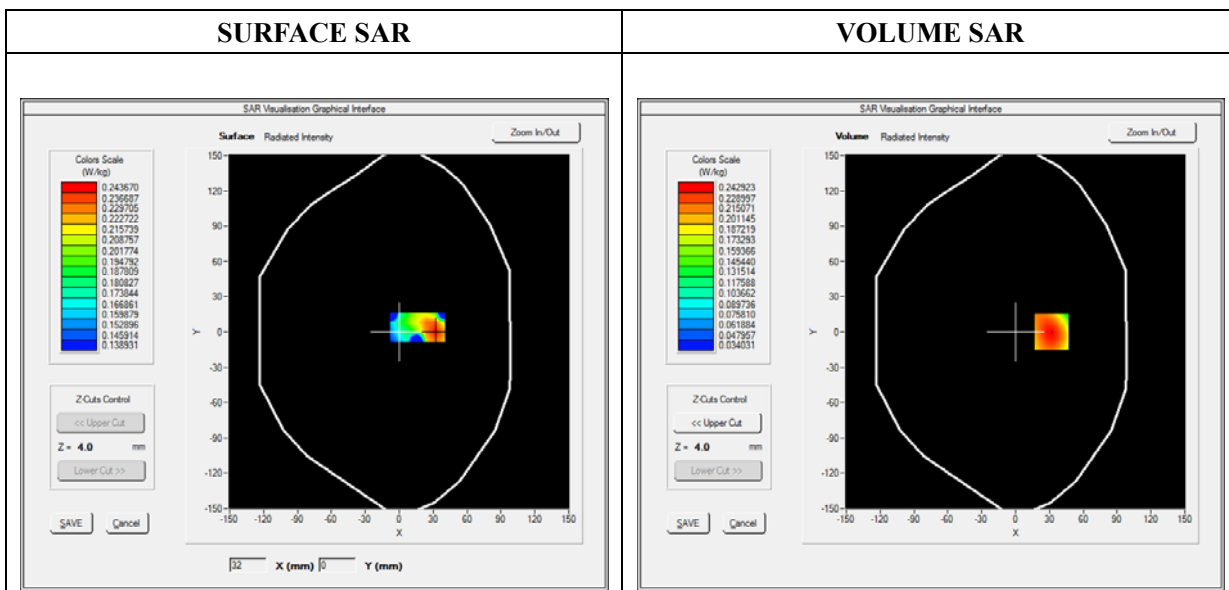 SURFACE SAR
VOLUME SAR
SAR Visualisation Graphical Interface
Surface Radiated Intensity
Zoom In/Out
Colors Scale
(W/kg)
0.243670
0.236687
0.229705
0.222722
0.215739
0.208757
0.201774
0.194792
0.187809
0.180827
0.173844
0.166861
0.159879
0.152896
0.145914
0.138931
Z-Cuts Control
<< Upper Cut
Z = 4.0 mm
Lower Cut >>
SAVE Cancel
150
120
90
60
30
0
-30
-60
-90
-120
-150
Y
-150 -120 -90 -60 -30 0 30 60 90 120 150
X
32 X (mm) 0 Y (mm)
SAR Visualisation Graphical Interface
Volume Radiated Intensity
Zoom In/Out
Colors Scale
(W/kg)
0.242923
0.228997
0.215071
0.201145
0.187219
0.173293
0.159366
0.145440
0.131514
0.117588
0.103662
0.089736
0.075810
0.061884
0.047957
0.034031
Z-Cuts Control
<< Upper Cut
Z = 4.0 mm
Lower Cut >>
SAVE Cancel
150
120
90
60
30
0
-30
-60
-90
-120
-150
Y
-150 -120 -90 -60 -30 0 30 60 90 120 150
X